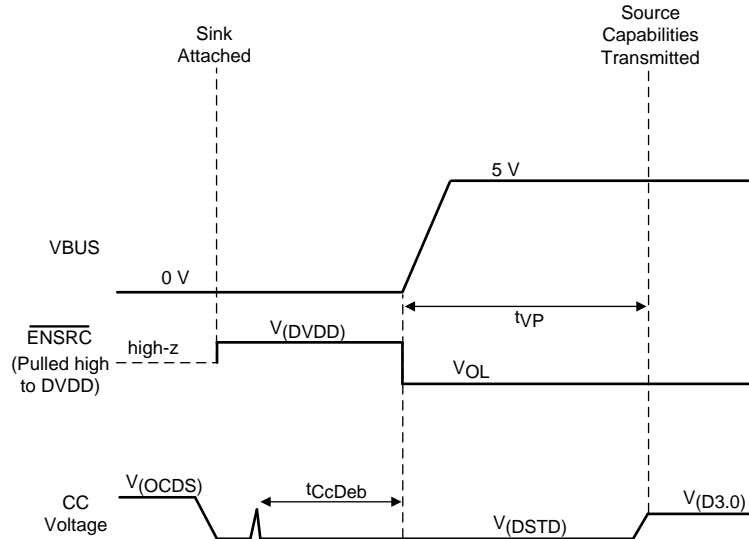 Sink
Attached
Source
Capabilities
Transmitted
5 V
VBUS
0 V
tVP
ENSRC
(Pulled high
to DVDD)
high-z
V(DVDD)
VOL
V(OCDS)
tCcDeb
CC
Voltage
V(DSTD)
V(D3.0)